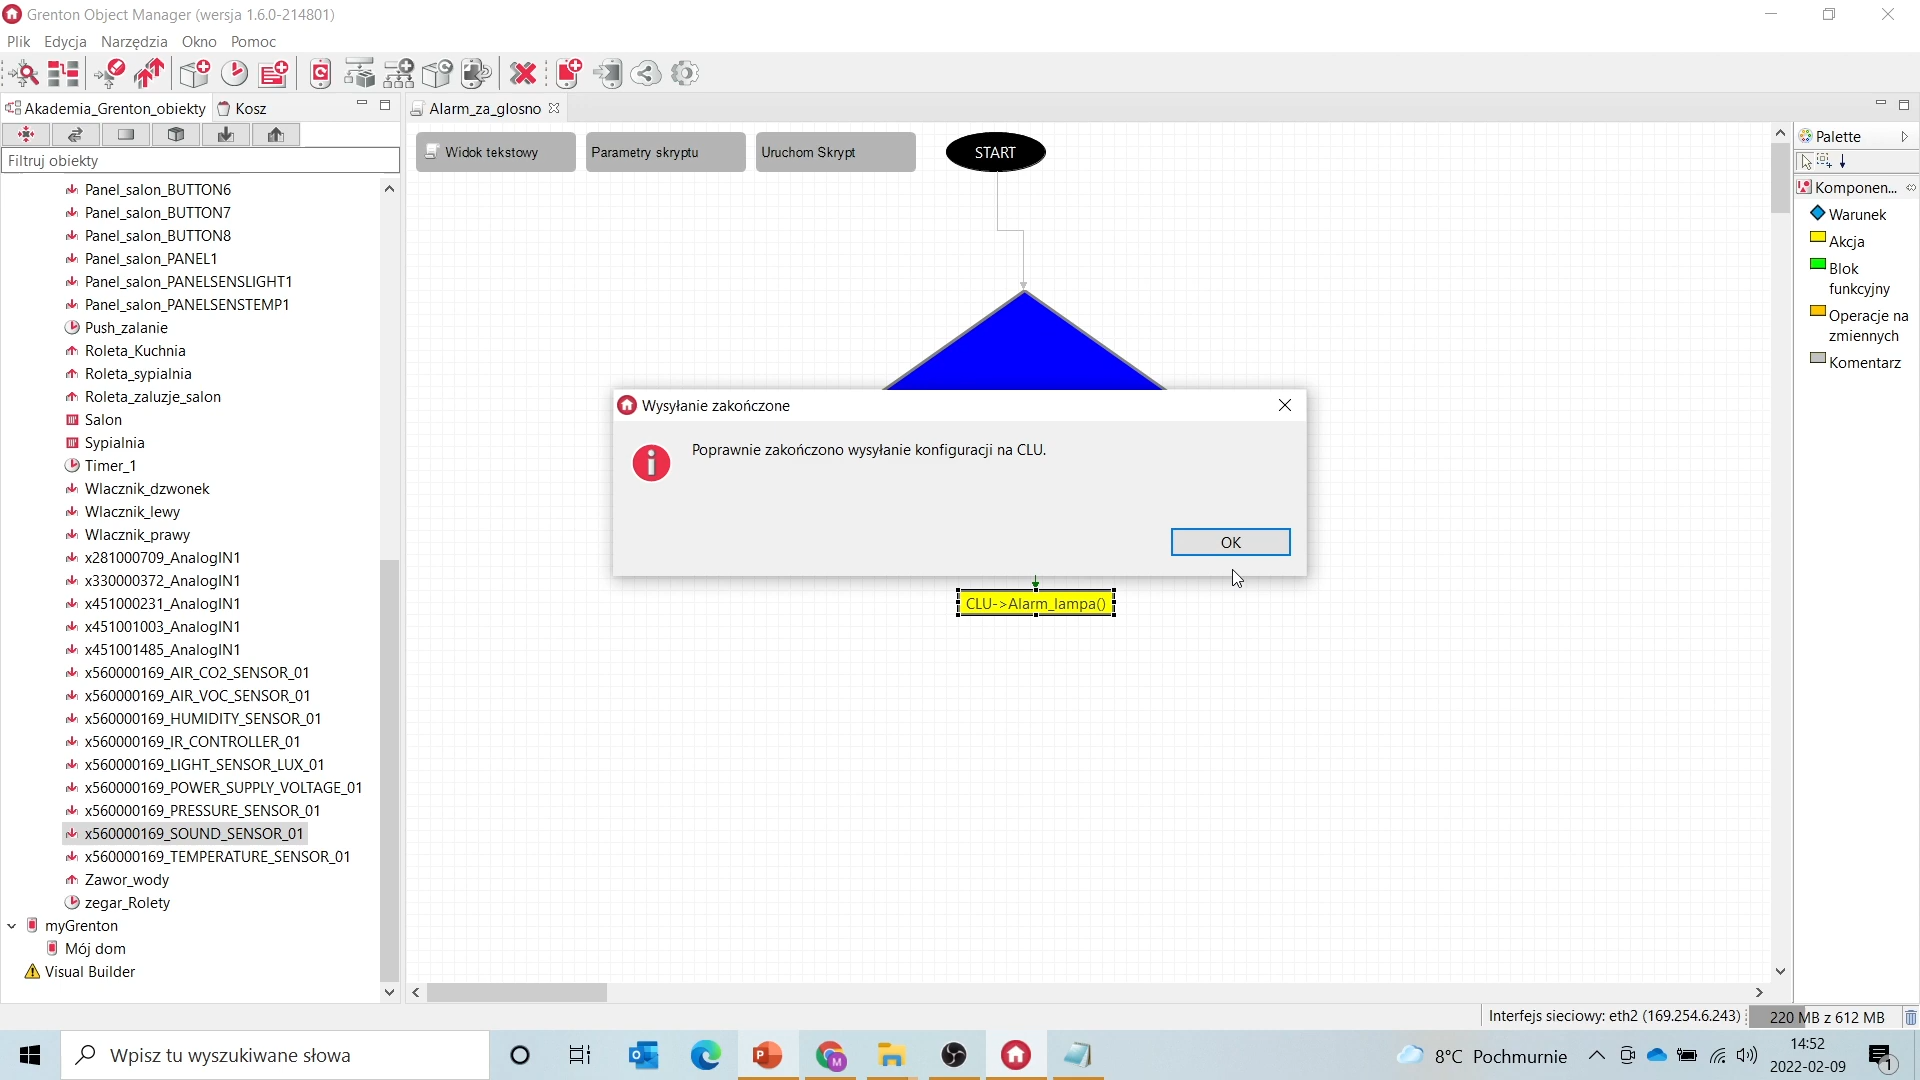 Grenton Object Manager (wersja 1.6.0-214801)
Plik Edycja Narzędzia Okno Pomoc
Akademia_Grenton_obiekty Kosz
Alarm_za_glosno
Filtruj obiekty
Panel_salon_BUTTON6
Panel_salon_BUTTON7
Panel_salon_BUTTON8
Panel_salon_PANEL1
Panel_salon_PANELSENSLIGHT1
Panel_salon_PANELSENSTEMP1
Push_zalanie
Roleta_Kuchnia
Roleta_sypialnia
Roleta_zaluzje_salon
Salon
Sypialnia
Timer_1
Wlacznik_dzwonek
Wlacznik_lewy
Wlacznik_prawy
x281000709_AnalogIN1
x330000372_AnalogIN1
x451000231_AnalogIN1
x451001003_AnalogIN1
x451001485_AnalogIN1
x560000169_AIR_CO2_SENSOR_01
x560000169_AIR_VOC_SENSOR_01
x560000169_HUMIDITY_SENSOR_01
x560000169_IR_CONTROLLER_01
x560000169_LIGHT_SENSOR_LUX_01
x560000169_POWER_SUPPLY_VOLTAGE_01
x560000169_PRESSURE_SENSOR_01
x560000169_SOUND_SENSOR_01
x560000169_TEMPERATURE_SENSOR_01
Zawor_wody
zegar_Rolety
myGrenton
Mój dom
Visual Builder
Widok tekstowy
Parametry skryptu
Uruchom Skrypt
START
Wysyłanie zakończone
Poprawnie zakończono wysyłanie konfiguracji na CLU.
OK
CLU->Alarm_lampa()
Palette
Komponen...
Warunek
Akcja
Blok
funkcyjny
Operacje na
zmiennych
Komentarz
Interfejs sieciowy: eth2 (169.254.6.243)
220 MB z 612 MB
Wpisz tu wyszukiwane słowa
M
8°C Pochmurnie
14:52
2022-02-09
1